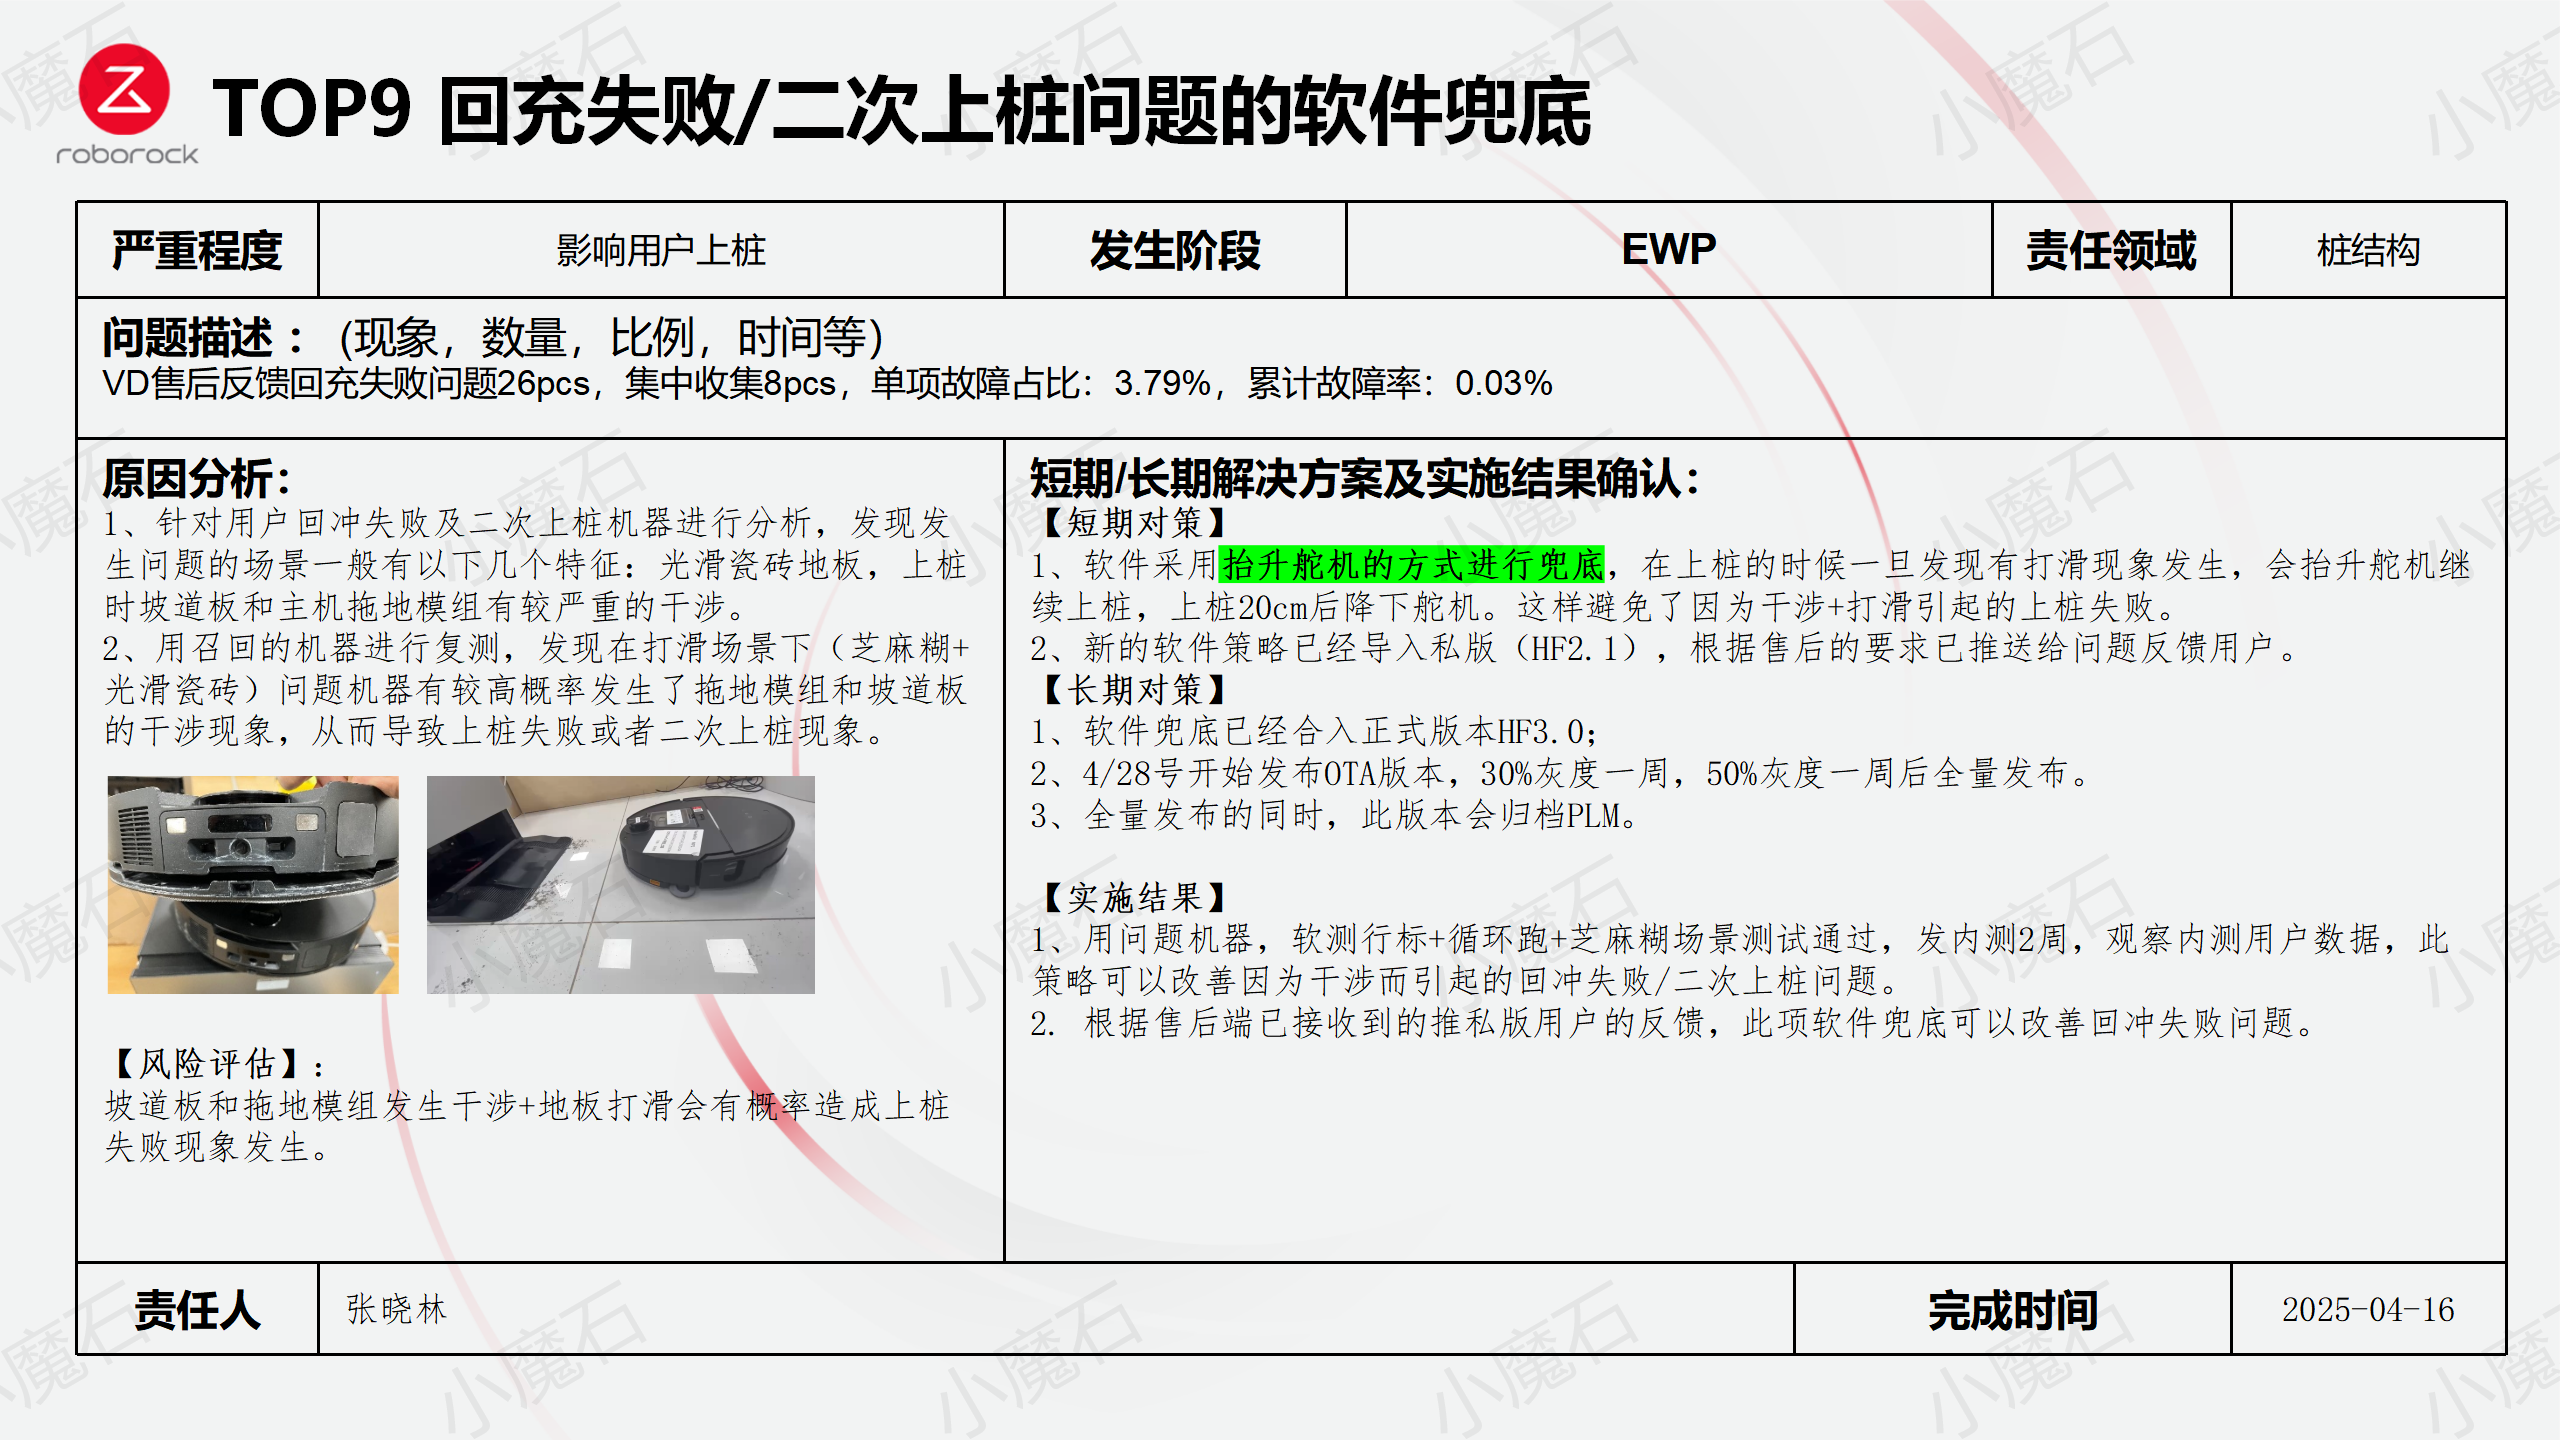 roborock
TOP9 回充失败/二次上桩问题的软件兜底
严重程度
影响用户上桩
发生阶段
EWP
责任领域
桩结构
问题描述 ：（现象，数量，比例，时间等）
VD售后反馈回充失败问题26pcs，集中收集8pcs，单项故障占比：3.79%，累计故障率：0.03%
原因分析：
1、针对用户回冲失败及二次上桩机器进行分析，发现发
生问题的场景一般有以下几个特征：光滑瓷砖地板，上桩
时坡道板和主机拖地模组有较严重的干涉。
2、用召回的机器进行复测，发现在打滑场景下（芝麻糊+
光滑瓷砖）问题机器有较高概率发生了拖地模组和坡道板
的干涉现象，从而导致上桩失败或者二次上桩现象。
【风险评估】：
坡道板和拖地模组发生干涉+地板打滑会有概率造成上桩
失败现象发生。
短期/长期解决方案及实施结果确认：
【短期对策】
1、软件采用抬升舵机的方式进行兜底，在上桩的时候一旦发现有打滑现象发生，会抬升舵机继
续上桩，上桩20cm后降下舵机。这样避免了因为干涉+打滑引起的上桩失败。
2、新的软件策略已经导入私版（HF2.1），根据售后的要求已推送给问题反馈用户。
【长期对策】
1、软件兜底已经合入正式版本HF3.0；
2、4/28号开始发布OTA版本，30%灰度一周，50%灰度一周后全量发布。
3、全量发布的同时，此版本会归档PLM。
【实施结果】
1、用问题机器，软测行标+循环跑+芝麻糊场景测试通过，发内测2周，观察内测用户数据，此
策略可以改善因为干涉而引起的回冲失败/二次上桩问题。
2. 根据售后端已接收到的推私版用户的反馈，此项软件兜底可以改善回冲失败问题。
责任人
张晓林
完成时间
2025-04-16
小魔石